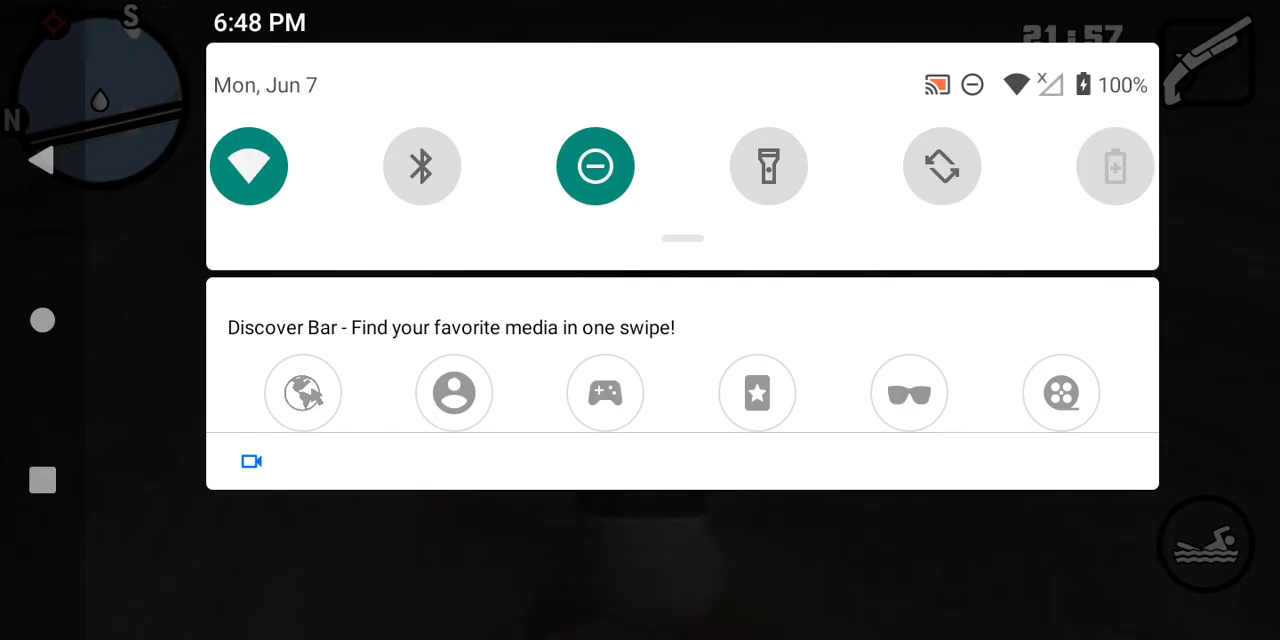 S
6:48 PM
21:57
Mon, Jun 7
100%
N
Discover Bar - Find your favorite media in one swipe!